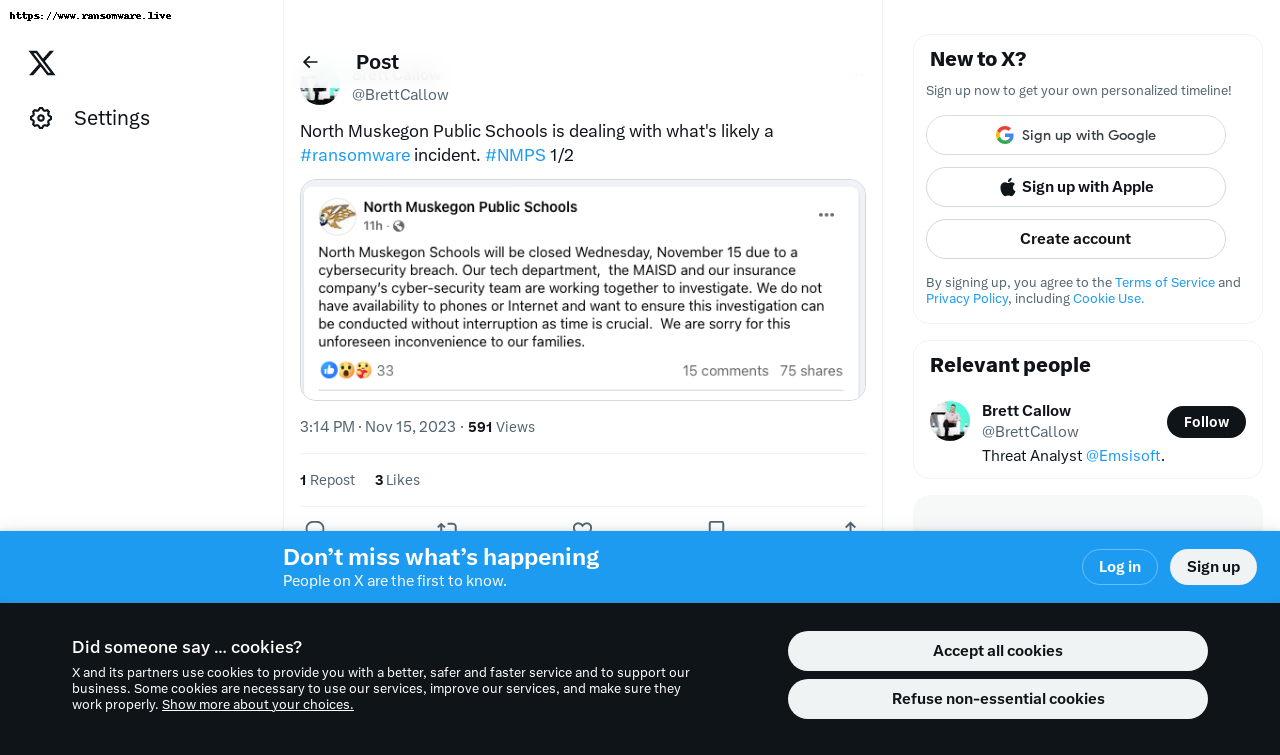 https://www.ransomware.live
Settings
Post
Brett Callow
@BrettCallow
North Muskegon Public Schools is dealing with what's likely a
#ransomware incident. #NMPS 1/2
North Muskegon Public Schools
11h ·
North Muskegon Schools will be closed Wednesday, November 15 due to a
cybersecurity breach. Our tech department,  the MAISD and our insurance
company's cyber-security team are working together to investigate. We do not
have availability to phones or Internet and want to ensure this investigation can
be conducted without interruption as time is crucial.  We are sorry for this
unforeseen inconvenience to our families.
33
15 comments 75 shares
3:14 PM · Nov 15, 2023 · 591 Views
1 Repost 3 Likes
New to X?
Sign up now to get your own personalized timeline!
Sign up with Google
Sign up with Apple
Create account
By signing up, you agree to the Terms of Service and
Privacy Policy, including Cookie Use.
Relevant people
Brett Callow
@BrettCallow
Follow
Threat Analyst @Emsisoft.
Don’t miss what’s happening
People on X are the first to know.
Log in
Sign up
Did someone say … cookies?
X and its partners use cookies to provide you with a better, safer and faster service and to support our
business. Some cookies are necessary to use our services, improve our services, and make sure they
work properly. Show more about your choices.
Accept all cookies
Refuse non-essential cookies